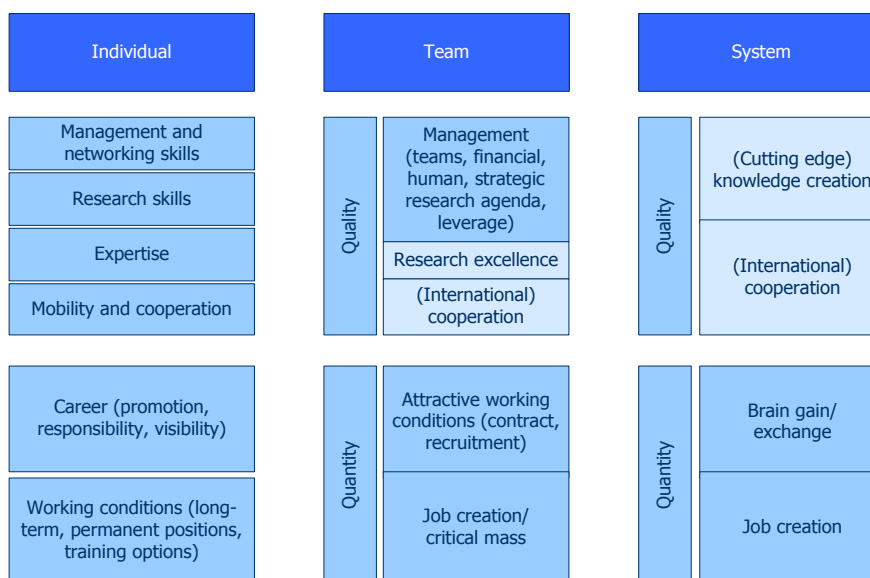 Individual
Team
System
Management and
networking skills
Research skills
Expertise
Mobility and cooperation
Quality
Management
(teams, financial,
human, strategic
research agenda,
leverage)
Research excellence
(International)
cooperation
Quality
(Cutting edge)
knowledge creation
(International)
cooperation
Career (promotion,
responsibility, visibility)
Working conditions (long-
term, permanent positions,
training options)
Quantity
Attractive working
conditions (contract,
recruitment)
Job creation/
critical mass
Quantity
Brain gain/
exchange
Job creation